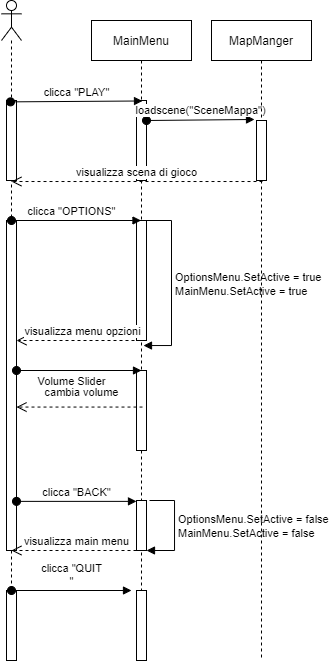 MainMenu
MapManger
clicca "PLAY"
loadscene("SceneMappa")
visualizza scena di gioco
clicca "OPTIONS"
OptionsMenu.SetActive = true
MainMenu.SetActive = true
visualizza menu opzioni
Volume Slider
cambia volume
clicca "BACK"
OptionsMenu.SetActive = false
MainMenu.SetActive = false
visualizza main menu
clicca "QUIT
"